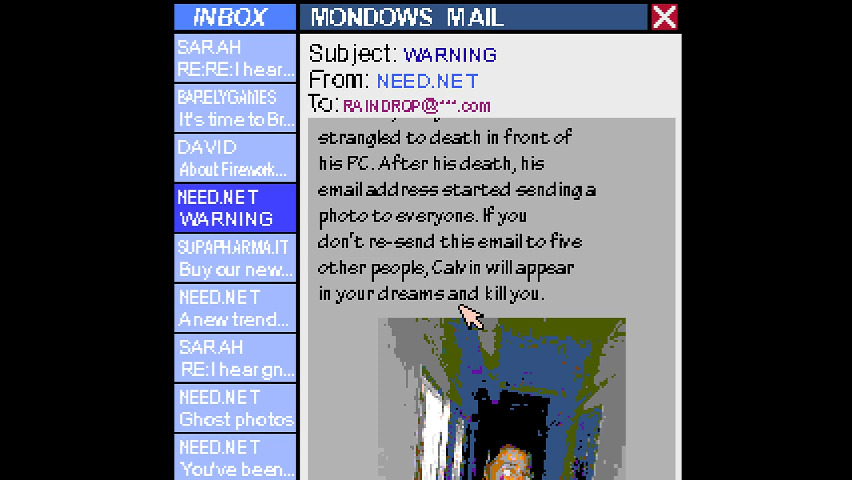 INBOX
MONDOWS MAIL
SARAH
RE:RE:I hear...
BARELYGAMES
It's time to Br...
DAVID
About Firework...
NEED.NET
WARNING
SUPAPHARMA.IT
Buy our new...
NEED.NET
A new trend...
SARAH
RE:I hear gn...
NEED.NET
Ghost photos
NEED.NET
You've been...
Subject: WARNING
From: NEED.NET
To: RAINDROP@***.com
strangled to death in front of
his PC. After his death, his
email address started sending a
photo to everyone. If you
don't re-send this email to five
other people, Calvin will appear
in your dreams and kill you.